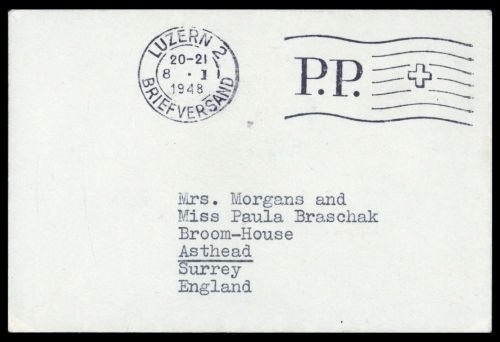 LUZERN 2
20-21
8 · I
1948
BRIEFVERSAND
P.P.
Mrs. Morgans and
Miss Paula Braschak
Broom-House
Asthead
Surrey
England